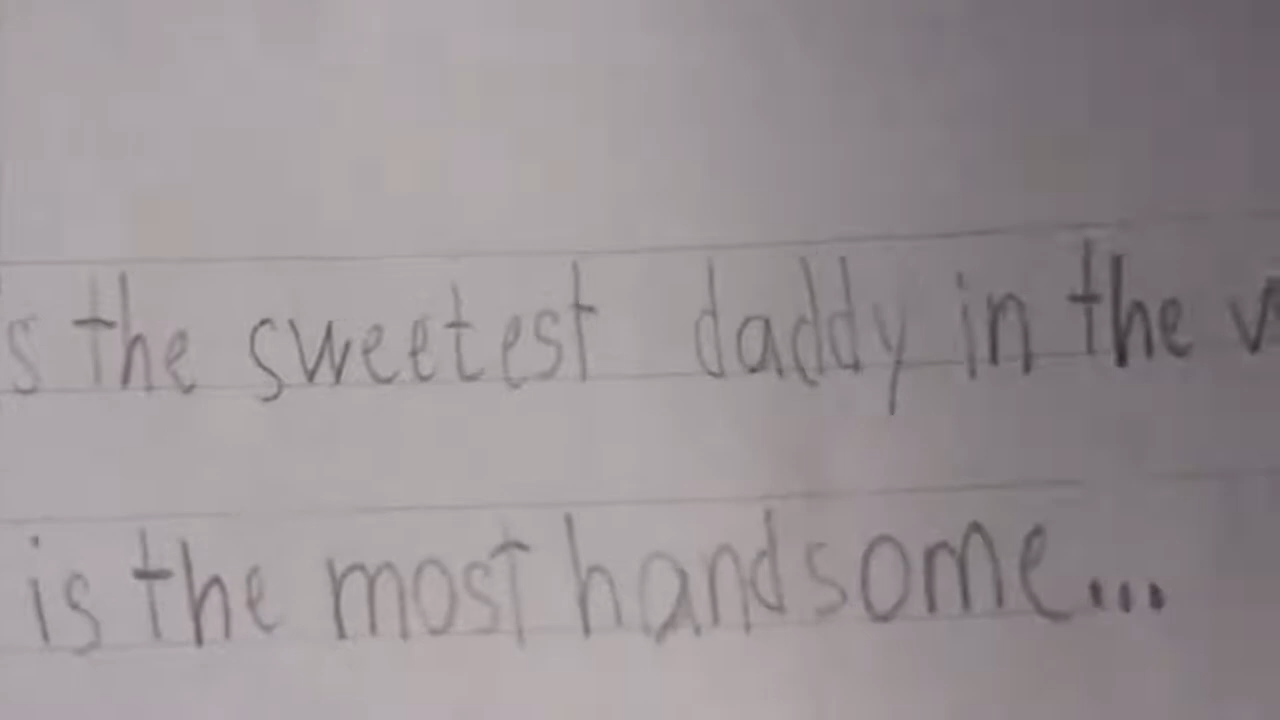 s the sweetest daddy in the
is the most handsome...